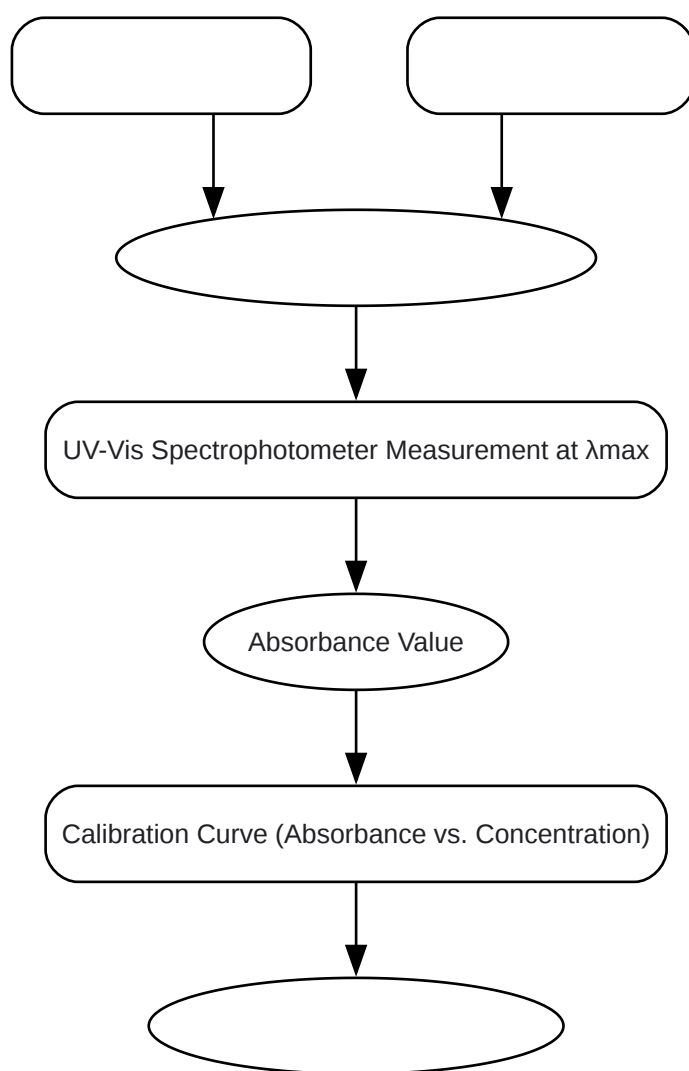 UV-Vis Spectrophotometer Measurement at λmax
Absorbance Value
Calibration Curve (Absorbance vs. Concentration)